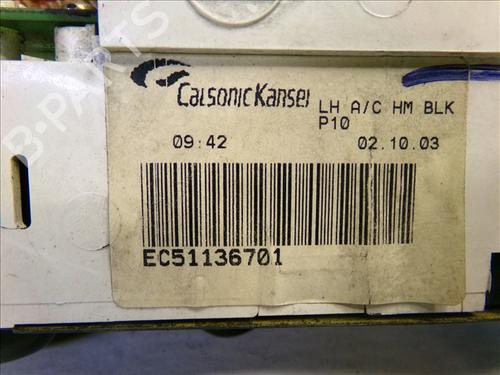 CalsonicKansei
LH A/C HM BLK
P10
09:42 02.10.03
EC51136701
B-PARTS